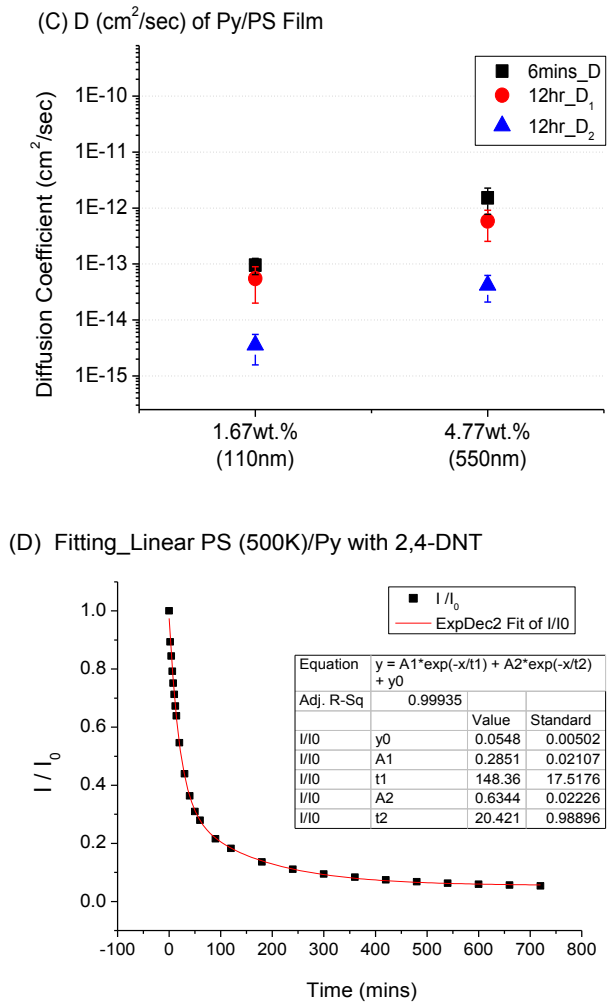 (C) D (cm²/sec) of Py/PS Film
6mins_D
12hr_D₁
12hr_D₂
Diffusion Coefficient (cm²/sec)
1E-10
1E-11
1E-12
1E-13
1E-14
1E-15
1.67wt.% 4.77wt.%
(110nm) (550nm)
(D) Fitting_Linear PS (500K)/Py with 2,4-DNT
I /I₀
ExpDec2 Fit of I/I0
Equation y = A1*exp(-x/t1) + A2*exp(-x/t2)
+ y0
Adj. R-Sq 0.99935
Value Standard
I/I0 y0 0.0548 0.00502
I/I0 A1 0.2851 0.02107
I/I0 t1 148.36 17.5176
I/I0 A2 0.6344 0.02226
I/I0 t2 20.421 0.98896
I / I₀
1.0
0.8
0.6
0.4
0.2
0.0
-100 0 100 200 300 400 500 600 700 800
Time (mins)